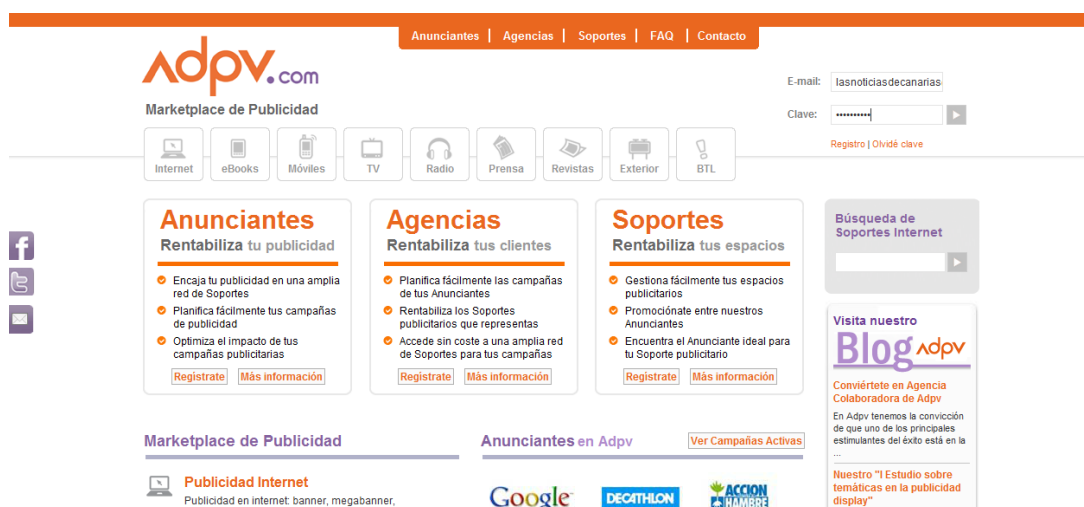 Anunciantes | Agencias | Soportes | FAQ | Contacto
Adpv.com
Marketplace de Publicidad
E-mail: lasnoticiasdecanarias
Clave: ••••••••••
Registro | Olvidé clave
Internet eBooks Móviles TV Radio Prensa Revistas Exterior BTL
Anunciantes
Rentabiliza tu publicidad
Encaja tu publicidad en una amplia
red de Soportes
Planifica fácilmente tus campañas
de publicidad
Optimiza el impacto de tus
campañas publicitarias
Registrate Más información
Agencias
Rentabiliza tus clientes
Planifica fácilmente las campañas
de tus Anunciantes
Rentabiliza los Soportes
publicitarios que representas
Accede sin coste a una amplia red
de Soportes para tus campañas
Registrate Más información
Soportes
Rentabiliza tus espacios
Gestiona fácilmente tus espacios
publicitarios
Promociónate entre nuestros
Anunciantes
Encuentra el Anunciante ideal para
tu Soporte publicitario
Registrate Más información
Búsqueda de
Soportes Internet
Visita nuestro
Blog Adpv
Conviértete en Agencia
Colaboradora de Adpv
En Adpv tenemos la convicción
de que uno de los principales
estimulantes del éxito está en la
...
Nuestro "I Estudio sobre
temáticas en la publicidad
display"
Marketplace de Publicidad
Publicidad Internet
Publicidad en internet: banner, megabanner,
Anunciantes en Adpv
Ver Campañas Activas
Google
DECATHLON
ACCION
HAMBRE